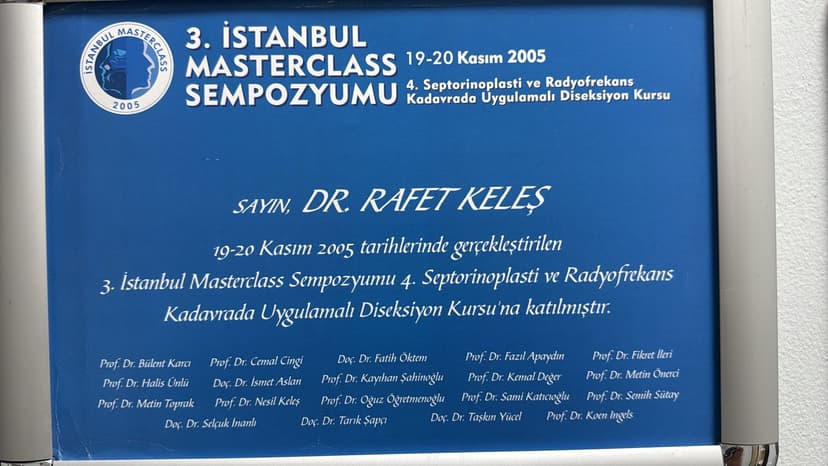 İSTANBUL MASTERCLASS
2005
3. İSTANBUL
MASTERCLASS
SEMPOZYUMU
19-20 Kasım 2005
4. Septorinoplasti ve Radyofrekans
Kadavrada Uygulamalı Diseksiyon Kursu
SAYIN, DR. RAFET KELEŞ
19-20 Kasım 2005 tarihlerinde gerçekleştirilen
3. İstanbul Masterclass Sempozyumu 4. Septorinoplasti ve Radyofrekans
Kadavrada Uygulamalı Diseksiyon Kursu'na katılmıştır.
Prof. Dr. Bülent Karcı Prof. Dr. Cemal Cingi Doç. Dr. Fatih Öktem Prof. Dr. Fazıl Apaydın Prof. Dr. Fikret İleri
Prof. Dr. Halis Ünlü Doç. Dr. İsmet Aslan Prof. Dr. Kayıhan Şahinoğlu Prof. Dr. Kemal Değer Prof. Dr. Metin Önerci
Prof. Dr. Metin Toprak Prof. Dr. Nesil Keleş Prof. Dr. Oğuz Öğretmenoğlu Prof. Dr. Sami Katıcıoğlu Prof. Dr. Semih Sütay
Doç. Dr. Selçuk İnanlı Doç. Dr. Tarık Şapçı Doç. Dr. Taşkın Yücel Prof. Dr. Koen Ingels